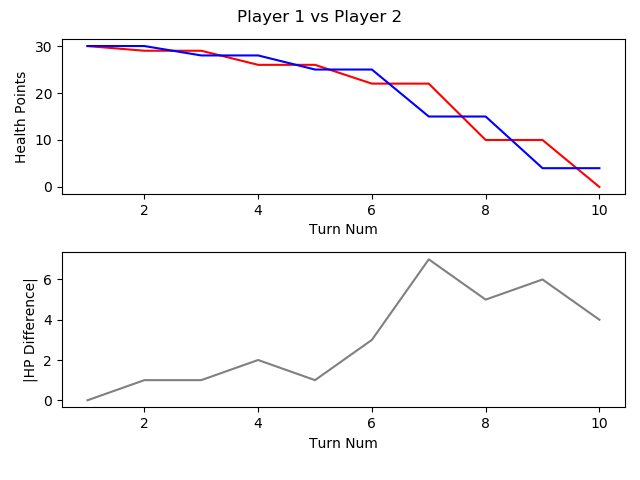 Player 1 vs Player 2
Health Points
30
20
10
0
2 4 6 8 10
Turn Num
|HP Difference|
6
4
2
0
2 4 6 8 10
Turn Num